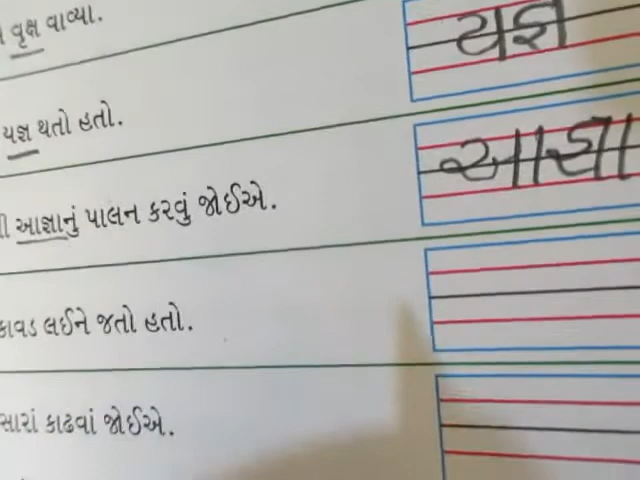 વૃક્ષ વાવ્યા.
યજ્ઞ
યજ્ઞ થતો હતો.
આજ્ઞા
આજ્ઞાનું પાલન કરવું જોઈએ.
કાવડ લઈને જતો હતો.
સારાં કાઢવાં જોઈએ.